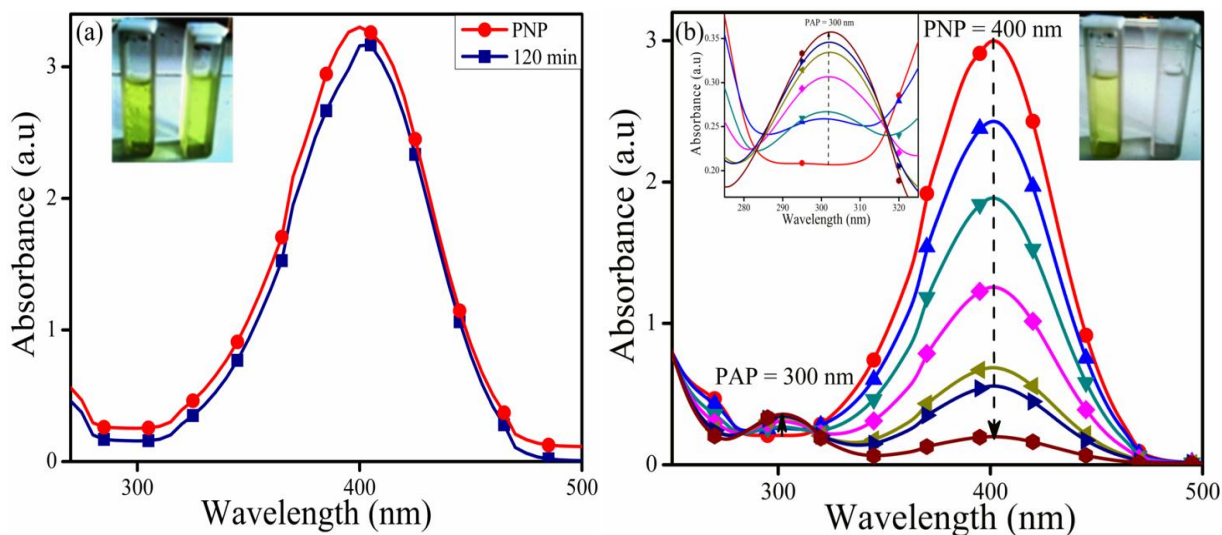 (a)
PNP
120 min
3
2
1
0
Absorbance (a.u)
300
400
500
Wavelength (nm)
(b)
PAP = 300 nm
0.35
0.30
0.25
0.20
Absorbance (a.u)
280
290
300
310
320
Wavelength (nm)
PNP = 400 nm
PAP = 300 nm
3
2
1
0
Absorbance (a.u)
300
400
500
Wavelength (nm)